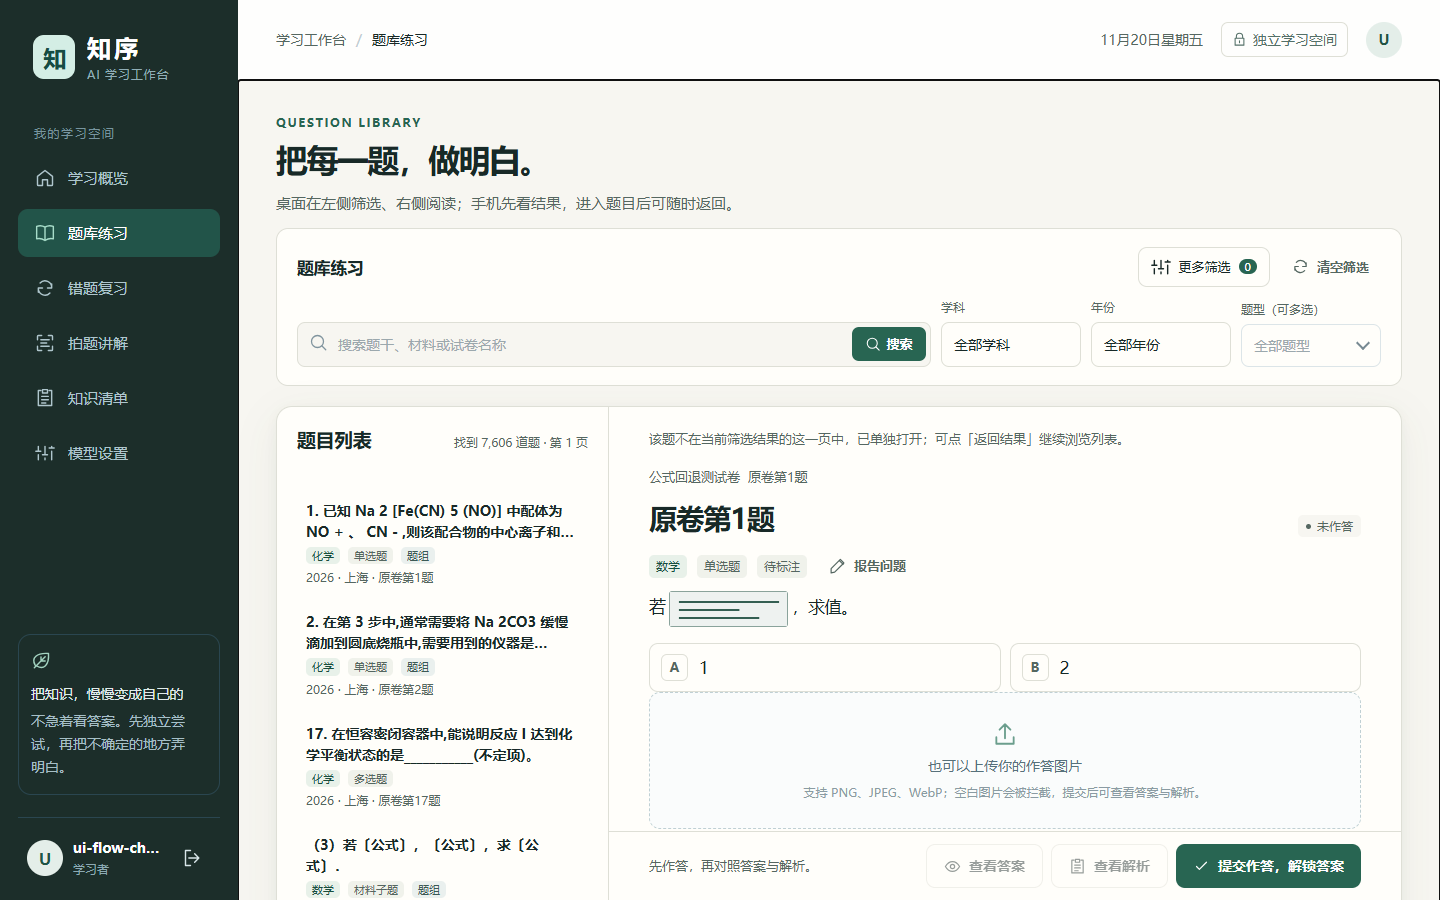 知
知序
AI 学习工作台
我的学习空间
学习概览
题库练习
错题复习
拍题讲解
知识清单
模型设置
把知识，慢慢变成自己的
不急着看答案。先独立尝
试，再把不确定的地方弄
明白。
U
ui-flow-ch...
学习者
学习工作台 / 题库练习
11月20日星期五
独立学习空间
U
QUESTION LIBRARY
把每一题，做明白。
桌面在左侧筛选、右侧阅读；手机先看结果，进入题目后可随时返回。
题库练习
更多筛选 0
清空筛选
搜索题干、材料或试卷名称
搜索
学科
全部学科
年份
全部年份
题型（可多选）
全部题型
题目列表
找到 7,606 道题 · 第 1 页
1. 已知 Na 2 [Fe(CN) 5 (NO)] 中配体为
NO + 、 CN - ,则该配合物的中心离子和...
化学 单选题 题组
2026 · 上海 · 原卷第1题
2. 在第 3 步中,通常需要将 Na 2CO3 缓慢
滴加到圆底烧瓶中,需要用到的仪器是...
化学 单选题 题组
2026 · 上海 · 原卷第2题
17. 在恒容密闭容器中,能说明反应 I 达到化
学平衡状态的是__________(不定项)。
化学 多选题
2026 · 上海 · 原卷第17题
（3）若〔公式〕，〔公式〕，求〔公
式〕.
数学 材料子题 题组
该题不在当前筛选结果的这一页中，已单独打开；可点「返回结果」继续浏览列表。
公式回退测试卷 原卷第1题
原卷第1题
未作答
数学 单选题 待标注 报告问题
若 ，求值。
A 1
B 2
也可以上传你的作答图片
支持 PNG、JPEG、WebP；空白图片会被拦截，提交后可查看答案与解析。
先作答，再对照答案与解析。
查看答案
查看解析
提交作答，解锁答案